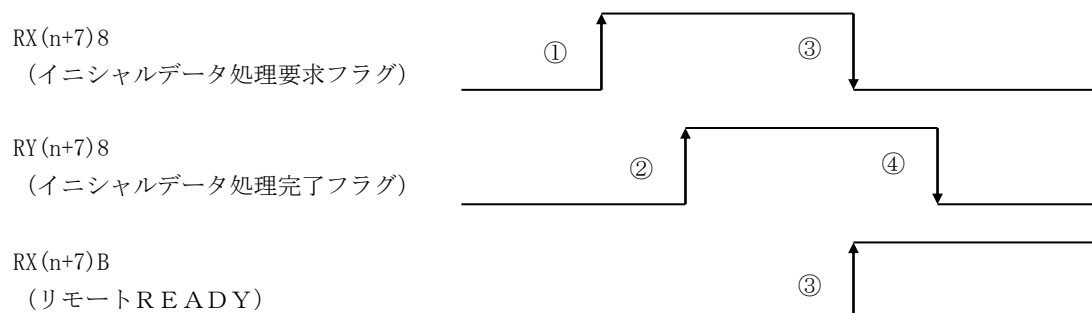 RX(n+7)8
(イニシャルデータ処理要求フラグ)
① ③
RY(n+7)8
(イニシャルデータ処理完了フラグ)
② ④
RX(n+7)B
(リモートＲＥＡＤＹ)
③